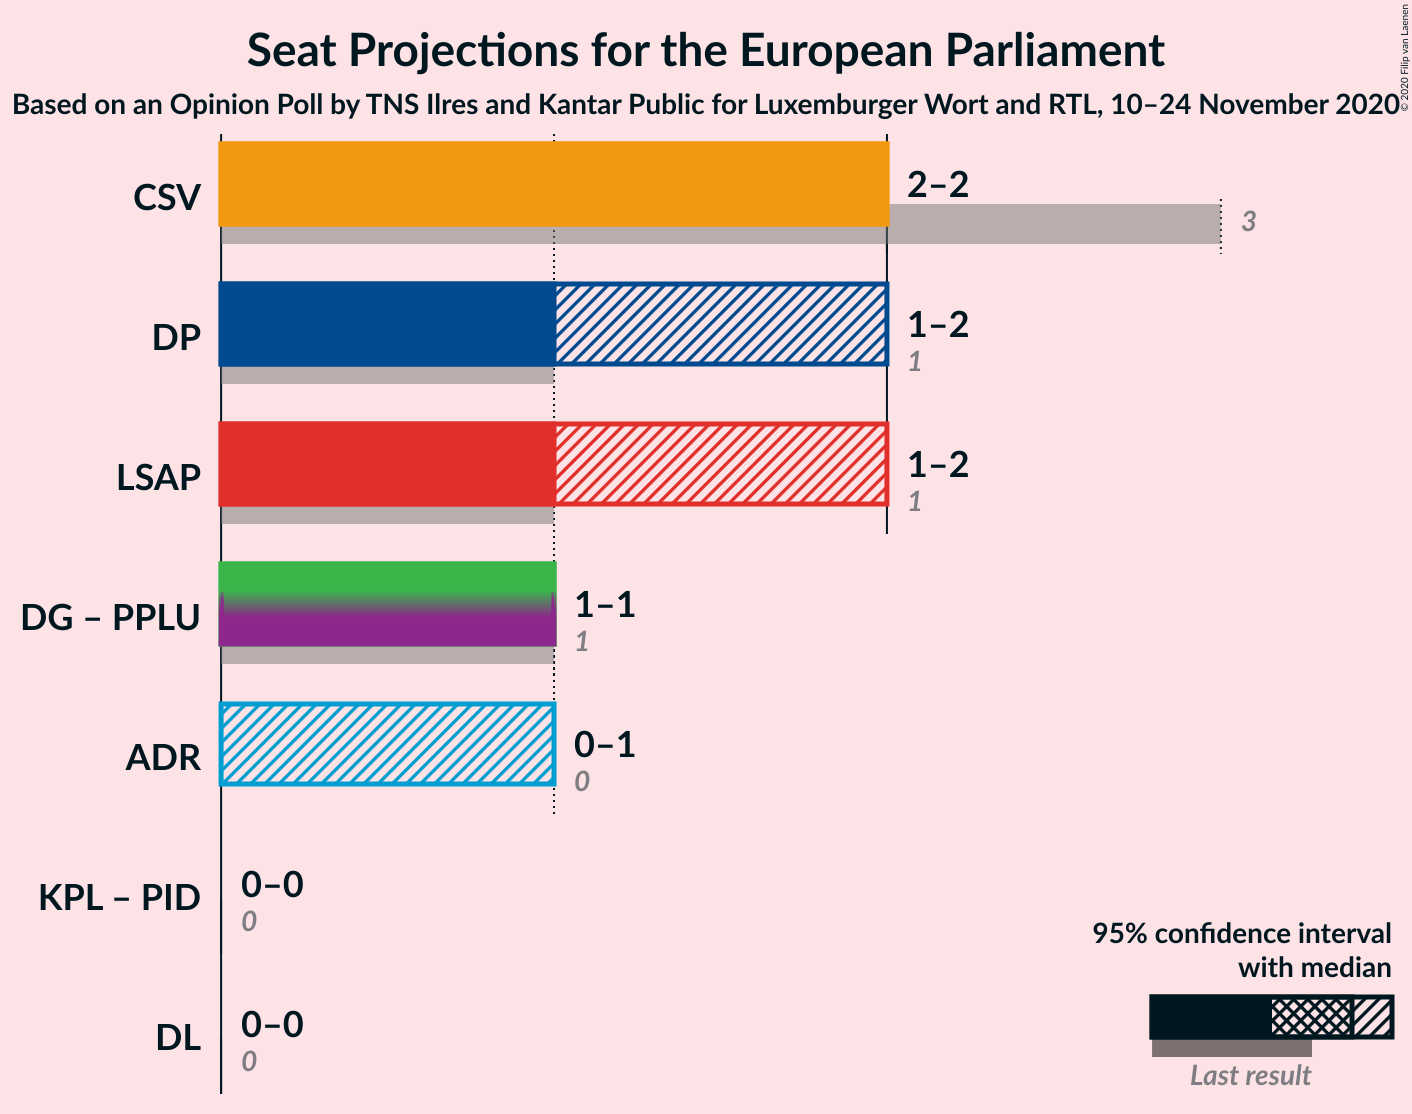 Seat Projections for the European Parliament
Based on an Opinion Poll by TNS Ilres and Kantar Public for Luxemburger Wort and RTL, 10–24 November 2020
© 2020 Filip van Laenen
CSV
2–2
3
DP
1–2
1
LSAP
1–2
1
DG – PPLU
1–1
1
ADR
0–1
0
KPL – PID
0–0
0
DL
0–0
0
95% confidence interval
with median
Last result